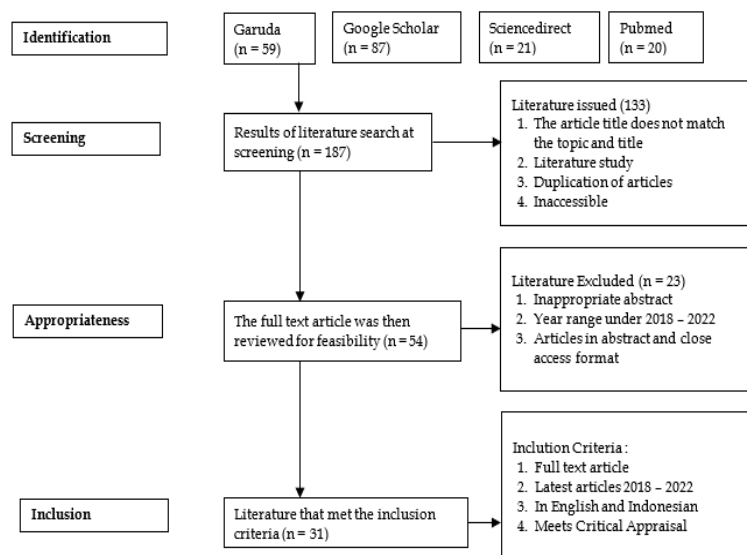 Identification
Garuda
(n = 59)
Google Scholar
(n = 87)
Sciencedirect
(n = 21)
Pubmed
(n = 20)
Screening
Results of literature search at
screening (n = 187)
Literature issued (133)
1. The article title does not match
the topic and title
2. Literature study
3. Duplication of articles
4. Inaccessible
Appropriateness
The full text article was then
reviewed for feasibility (n = 54)
Literature Excluded (n = 23)
1. Inappropriate abstract
2. Year range under 2018 – 2022
3. Articles in abstract and close
access format
Inclusion
Literature that met the inclusion
criteria (n = 31)
Inclution Criteria :
1. Full text article
2. Latest articles 2018 – 2022
3. In English and Indonesian
4. Meets Critical Appraisal